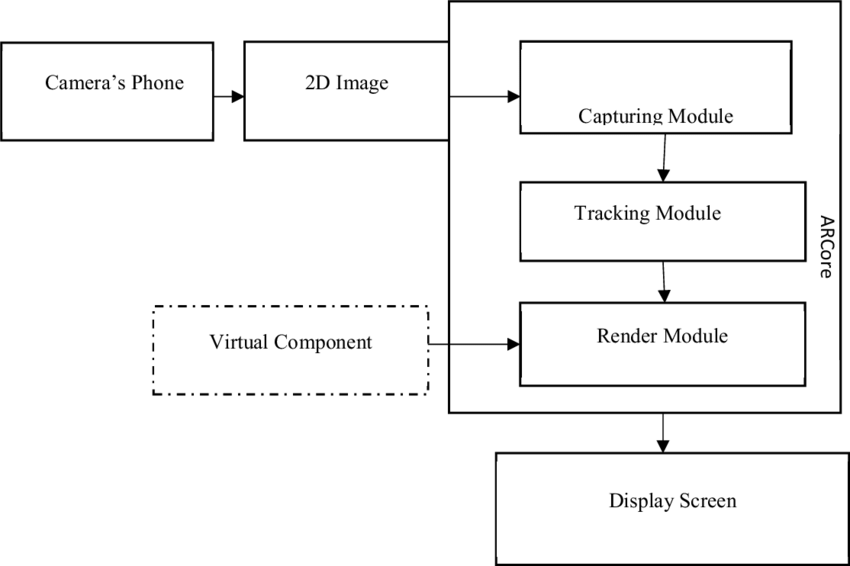 Camera's Phone
2D Image
Capturing Module
Tracking Module
ARCore
Virtual Component
Render Module
Display Screen